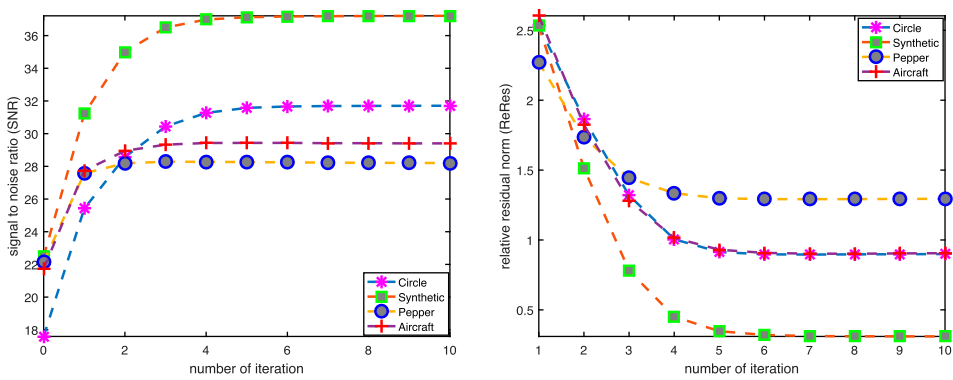 signal to noise ratio (SNR)
36
34
32
30
28
26
24
22
20
18
0
2
4
6
8
10
number of iteration
Circle
Synthetic
Pepper
Aircraft
relative residual norm (ReRes)
2.5
2
1.5
1
0.5
1
2
3
4
5
6
7
8
9
10
number of iteration
Circle
Synthetic
Pepper
Aircraft